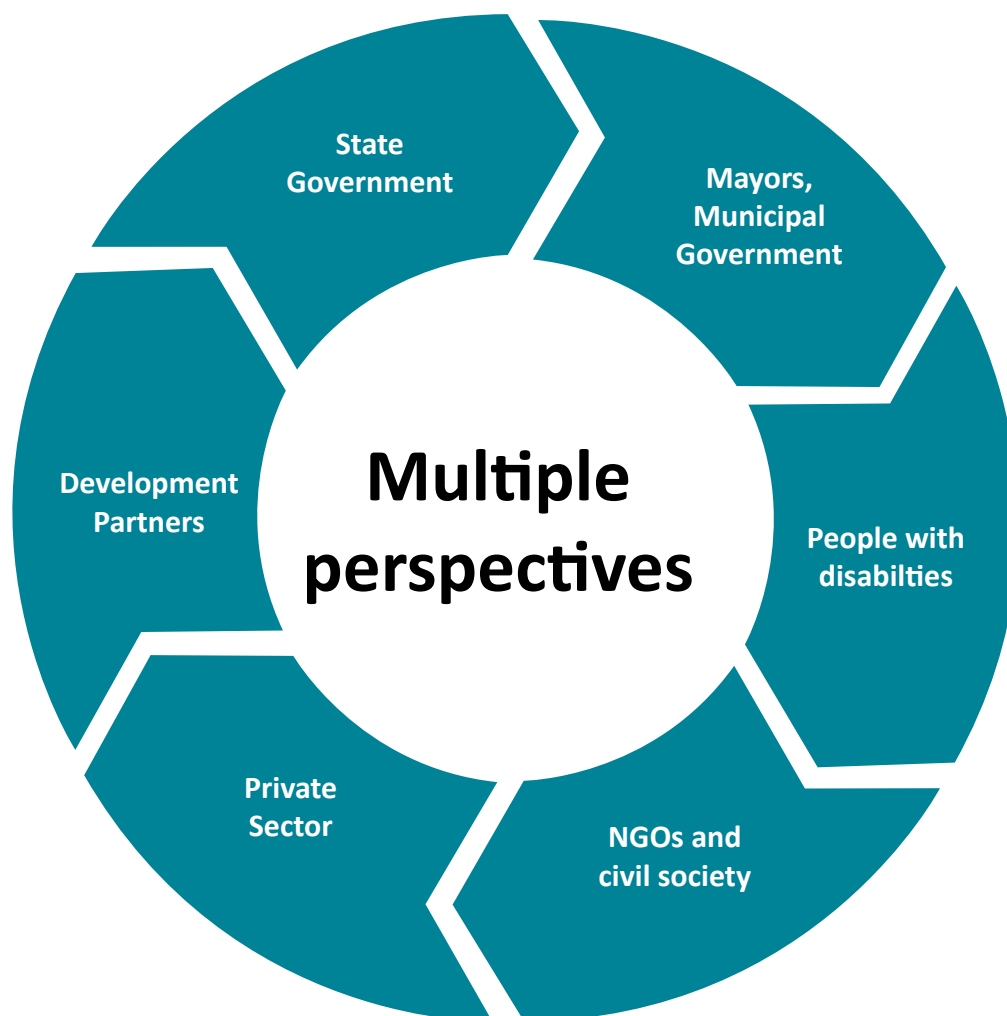 State
Government
Mayors,
Municipal
Government
Development
Partners
Multiple
perspectives
People with
disabilties
Private
Sector
NGOs and
civil society